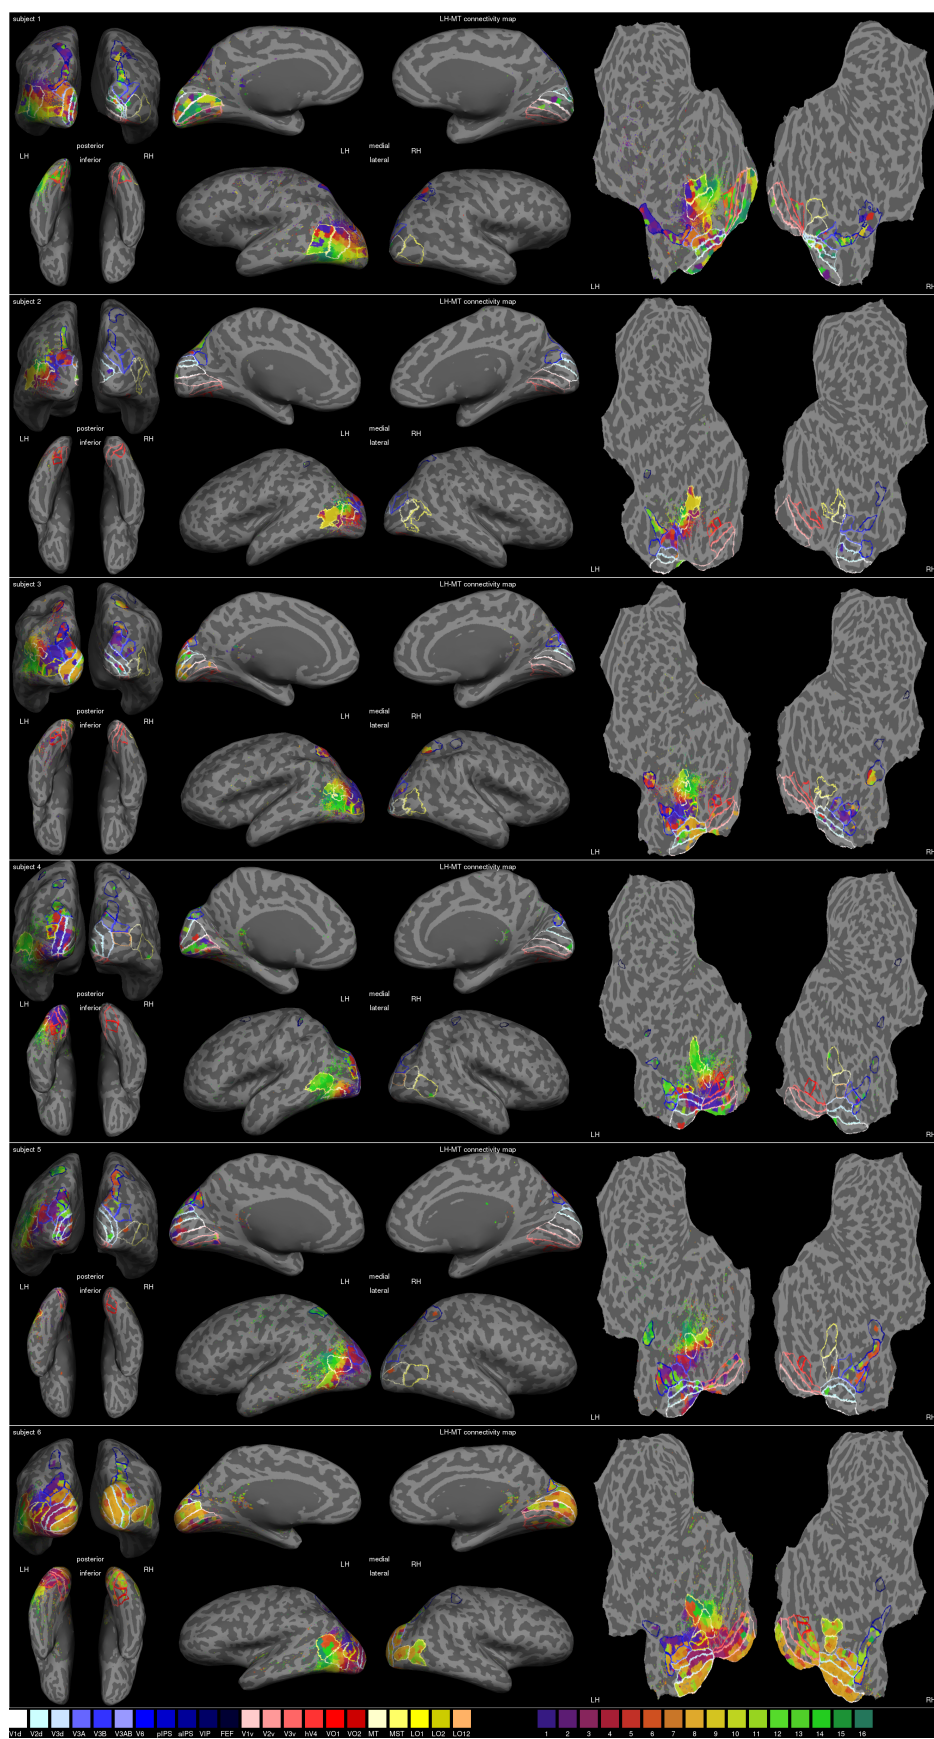 subject 1 LH-MT connectivity map
posterior LH medial RH
LH inferior RH lateral
LH RH
subject 2 LH-MT connectivity map
posterior LH medial RH
LH inferior RH lateral
LH RH
subject 3 LH-MT connectivity map
posterior LH medial RH
LH inferior RH lateral
LH RH
subject 4 LH-MT connectivity map
posterior LH medial RH
LH inferior RH lateral
LH RH
subject 5 LH-MT connectivity map
posterior LH medial RH
LH inferior RH lateral
LH RH
subject 6 LH-MT connectivity map
posterior LH medial RH
LH inferior RH lateral
LH RH
V1d V2d V3d V3A V3B V3AB V6 pIPS aIPS VIP FEF V1v V2v V3v hV4 VO1 VO2 MT MST LO1 LO2 LO12 1 2 3 4 5 6 7 8 9 10 11 12 13 14 15 16